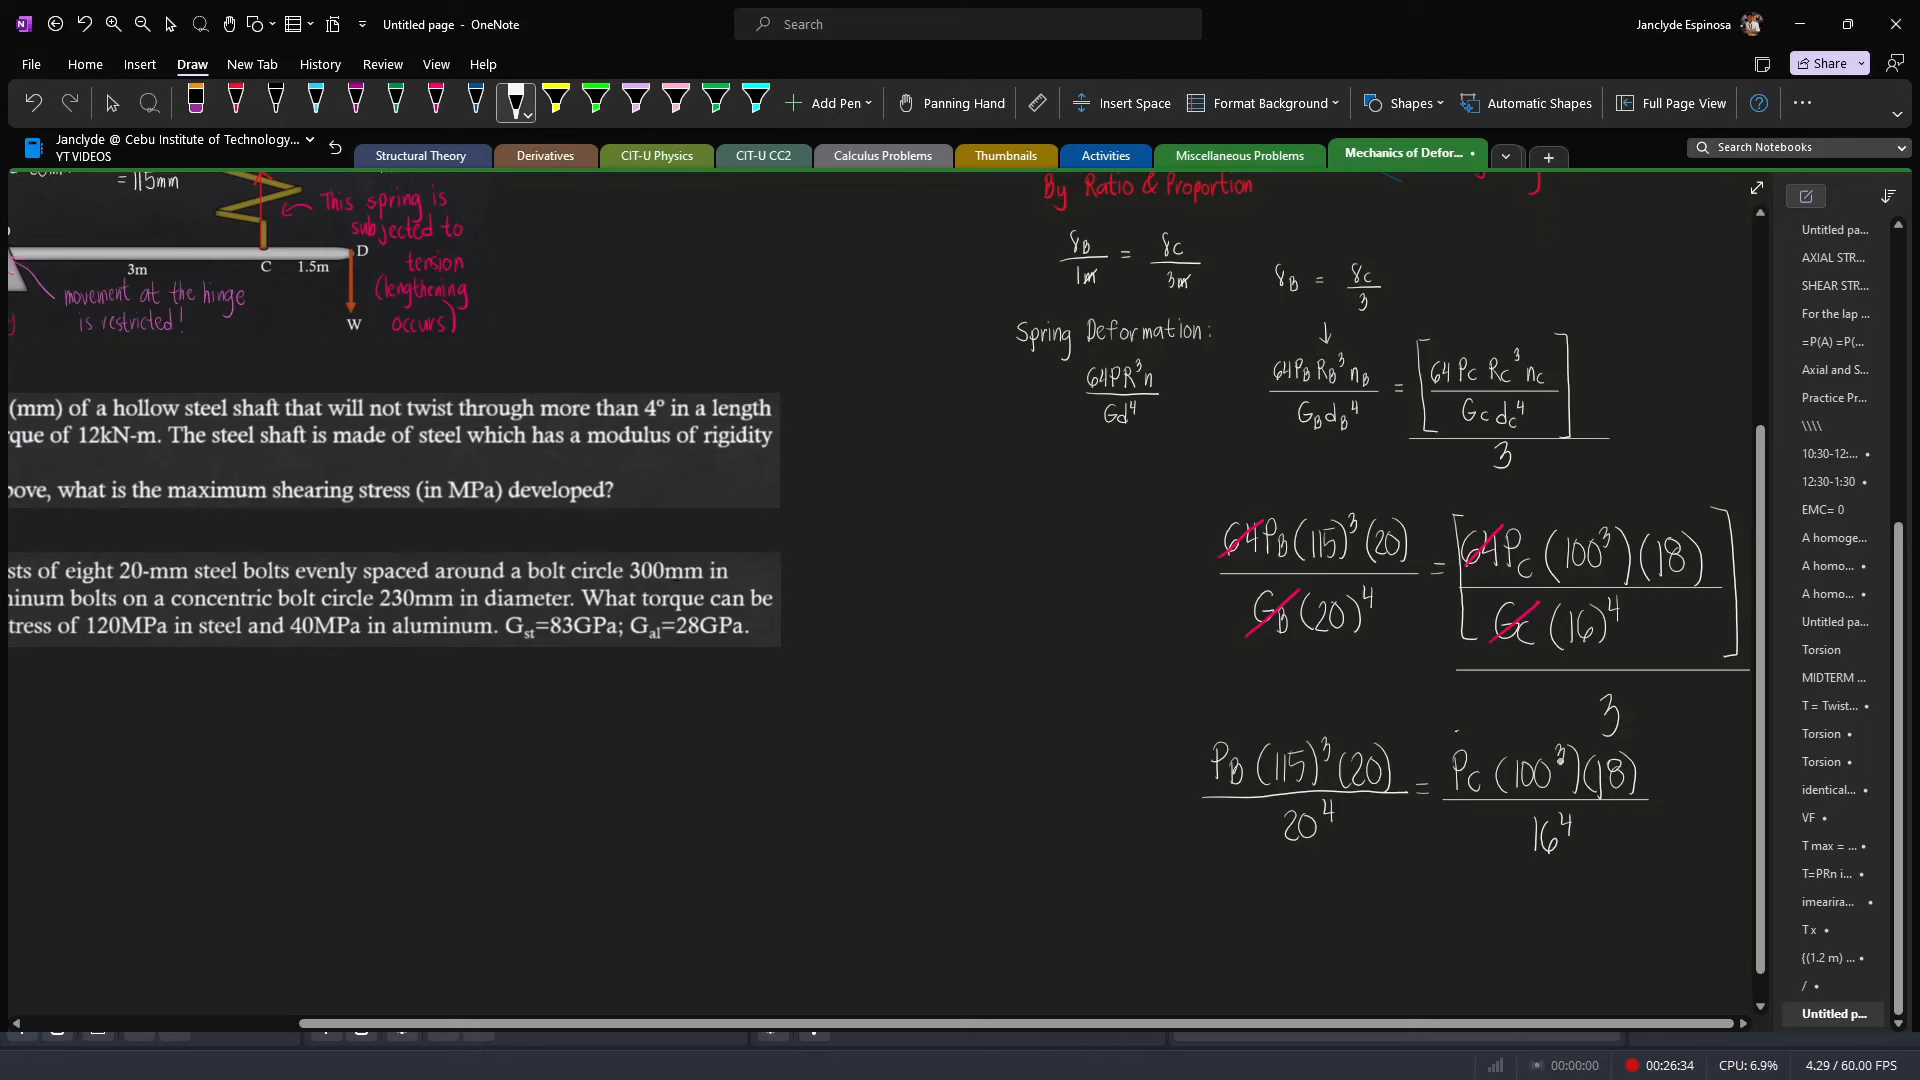 Untitled page - OneNote
Search
Janclyde Espinosa
File Home Insert Draw New Tab History Review View Help
Share
Add Pen
Panning Hand
Insert Space
Format Background
Shapes
Automatic Shapes
Full Page View
Janclyde @ Cebu Institute of Technology...
YT VIDEOS
Structural Theory
Derivatives
CIT-U Physics
CIT-U CC2
Calculus Problems
Thumbnails
Activities
Miscellaneous Problems
Mechanics of Defor...
Search Notebooks
= 115mm
This spring is
subjected to
tension
(lengthening
occurs)
D
3m
C
1.5m
W
movement at the hinge
is restricted!
By Ratio & Proportion
δB/1m = δC/3m
δB = δC/3
Spring Deformation:
64PR³n/Gd⁴
64PB RB³ nB/GB dB⁴ = [64 PC RC³ nC/GC dC⁴]/3
(mm) of a hollow steel shaft that will not twist through more than 4º in a length
que of 12kN-m. The steel shaft is made of steel which has a modulus of rigidity
ove, what is the maximum shearing stress (in MPa) developed?
64PB(115)³(20)/GB(20)⁴ = [64PC(100³)(18)/GC(16)⁴]/3
sts of eight 20-mm steel bolts evenly spaced around a bolt circle 300mm in
inum bolts on a concentric bolt circle 230mm in diameter. What torque can be
tress of 120MPa in steel and 40MPa in aluminum. Gst=83GPa; Gal=28GPa.
PB(115)³(20)/20⁴ = PC(100³)(18)/16⁴
Untitled pa...
AXIAL STR...
SHEAR STR...
For the lap ...
=P(A) =P(...
Axial and S...
Practice Pr...
\\\\
10:30-12:...
12:30-1:30
EMC= 0
A homoge...
A homo...
A homo...
Untitled pa...
Torsion
MIDTERM ...
T = Twist...
Torsion
Torsion
identical...
VF
T max = ...
T=PRn i...
imearira...
T x
{(1.2 m) ...
/
Untitled p...
00:00:00
00:26:34
CPU: 6.9%
4.29 / 60.00 FPS